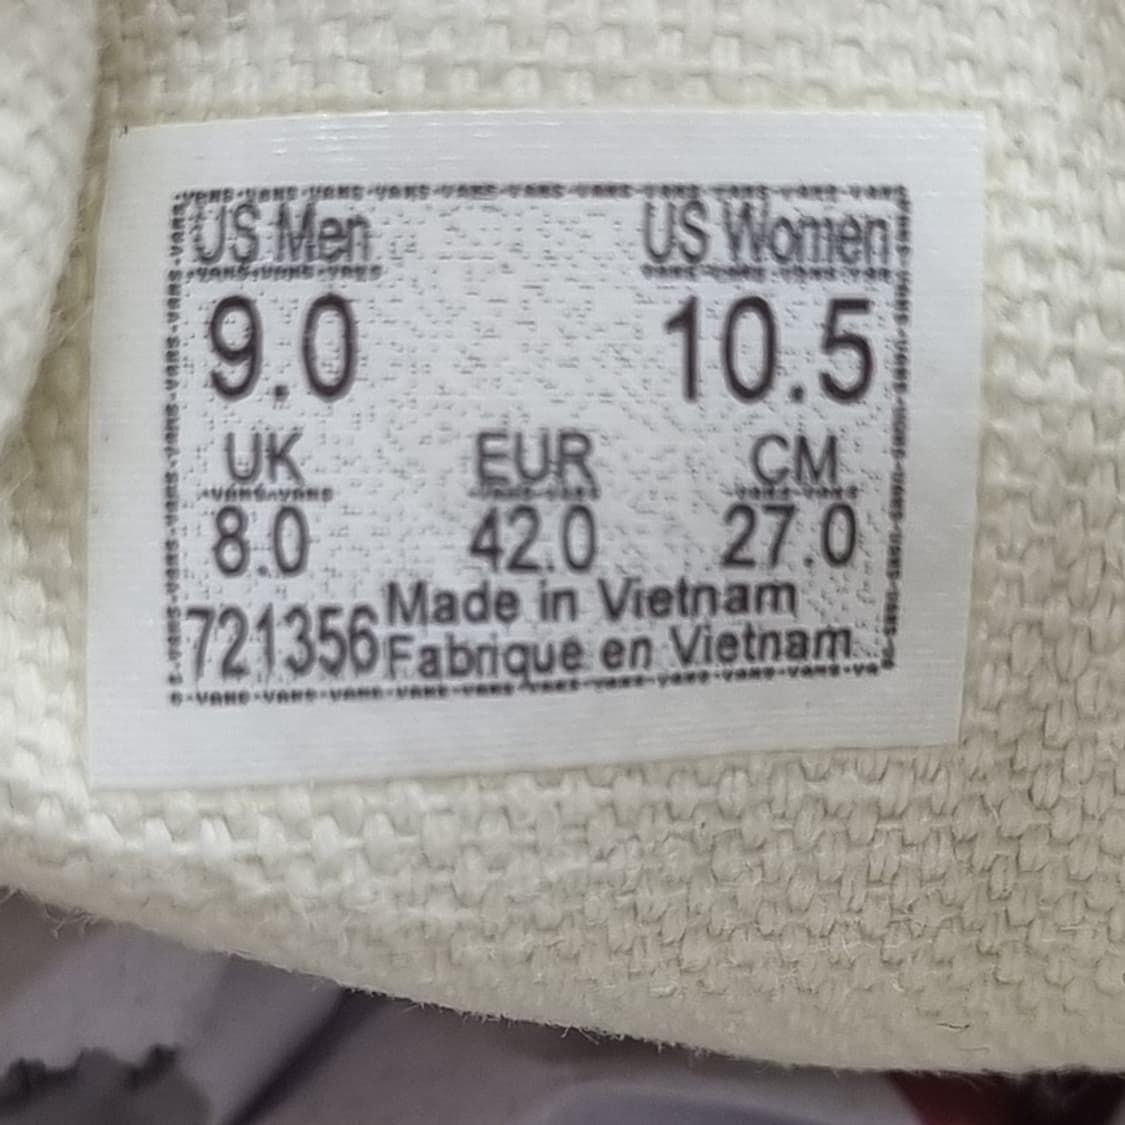 US Men US Women
9.0 10.5
UK EUR CM
8.0 42.0 27.0
721356 Made in Vietnam
Fabrique en Vietnam